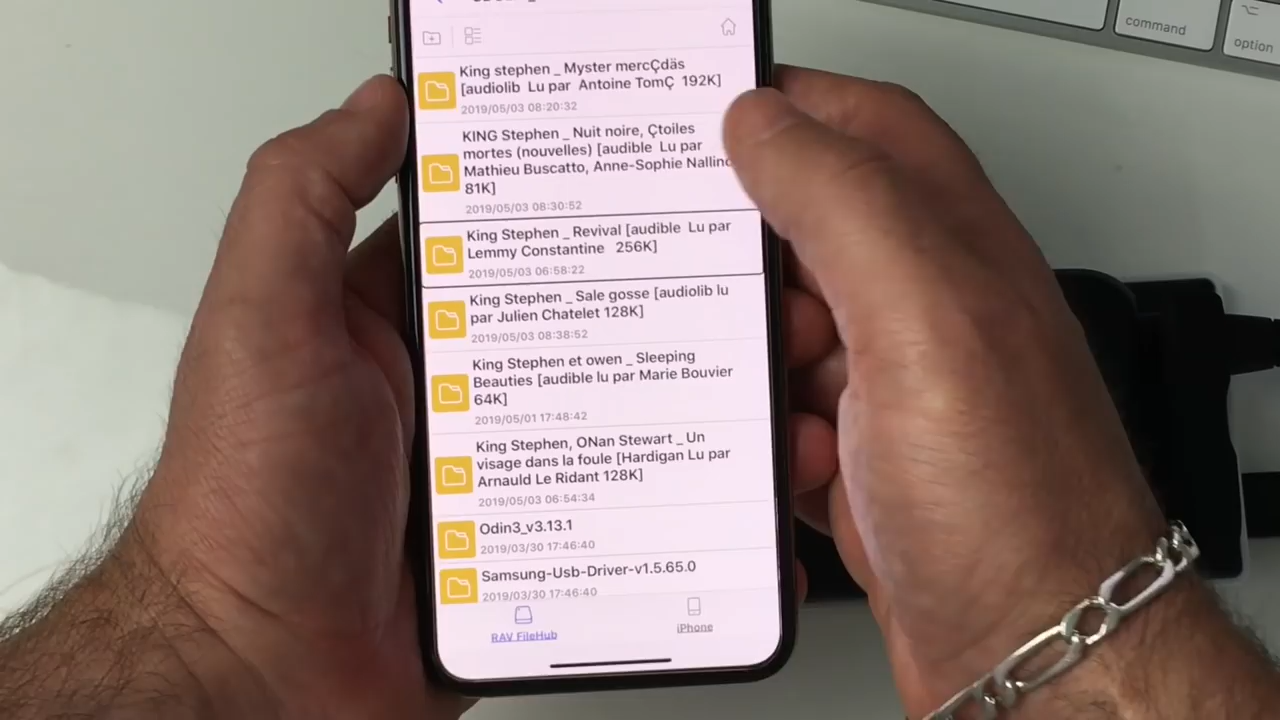 command
option
King stephen _ Myster mercÇdäs
[audiolib Lu par Antoine TomÇ 192K]
2019/05/03 08:20:32
KING Stephen _ Nuit noire, Çtoiles
mortes (nouvelles) [audible Lu par
Mathieu Buscatto, Anne-Sophie Nallino
81K]
2019/05/03 08:30:52
King Stephen _ Revival [audible Lu par
Lemmy Constantine 256K]
2019/05/03 06:58:22
King Stephen _ Sale gosse [audiolib lu
par Julien Chatelet 128K]
2019/05/03 08:38:52
King Stephen et owen _ Sleeping
Beauties [audible lu par Marie Bouvier
64K]
2019/05/01 17:48:42
King Stephen, ONan Stewart _ Un
visage dans la foule [Hardigan Lu par
Arnauld Le Ridant 128K]
2019/05/03 06:54:34
Odin3_v3.13.1
2019/03/30 17:46:40
Samsung-Usb-Driver-v1.5.65.0
2019/03/30 17:46:40
RAV FileHub
iPhone